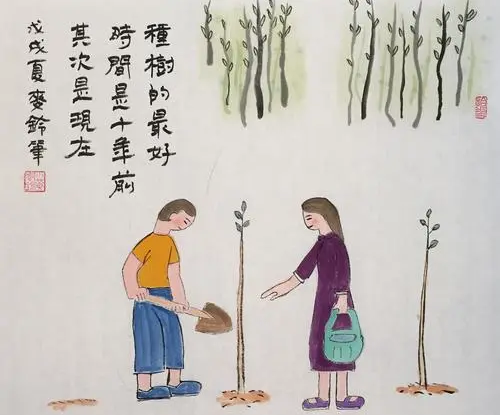 種樹的最好
時間是十年前
其次是現在
戊戌夏麥鈴筆